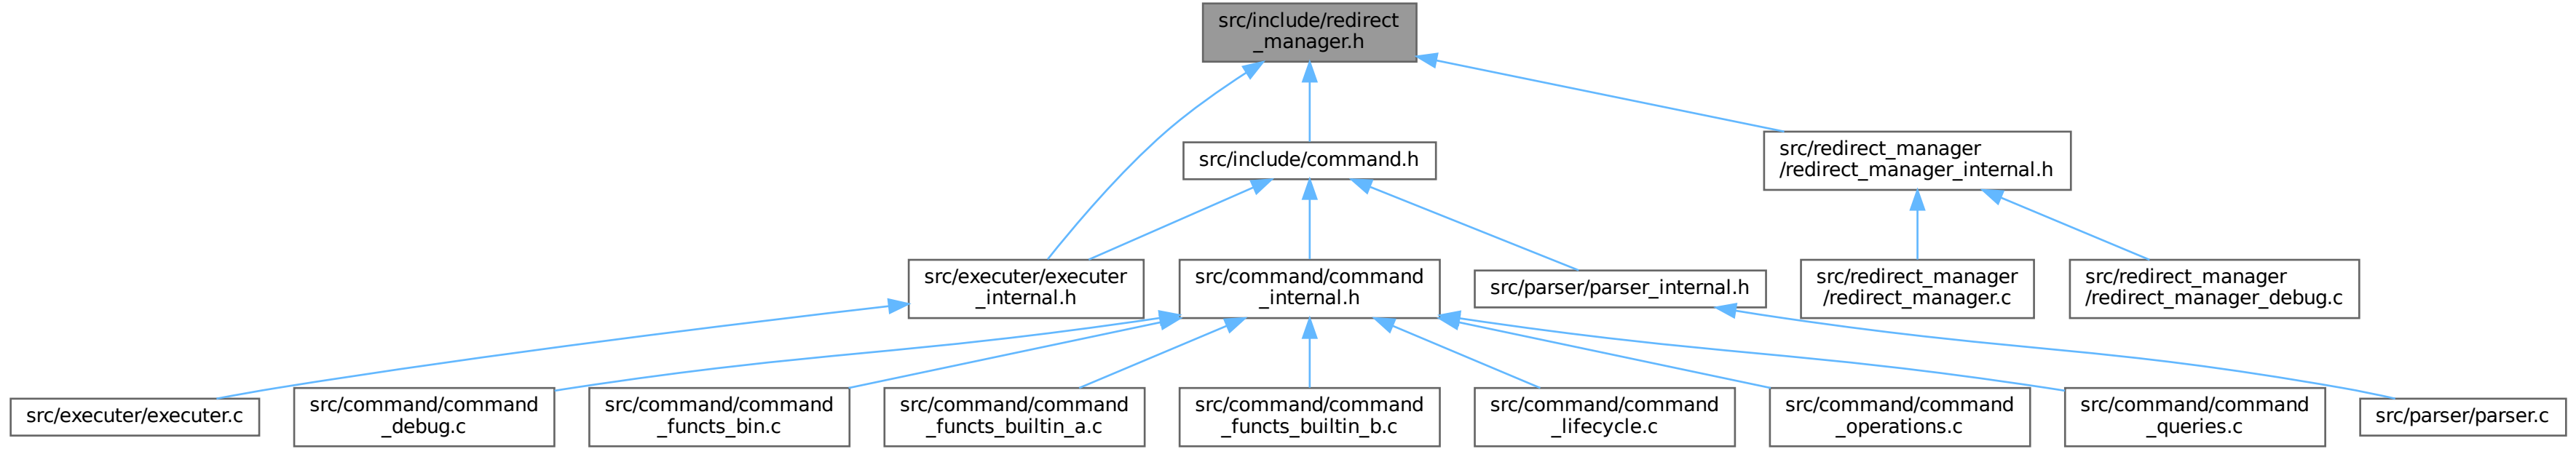 src/include/redirect
_manager.h
src/include/command.h
src/redirect_manager
/redirect_manager_internal.h
src/executer/executer
_internal.h
src/command/command
_internal.h
src/parser/parser_internal.h
src/redirect_manager
/redirect_manager.c
src/redirect_manager
/redirect_manager_debug.c
src/executer/executer.c
src/command/command
_debug.c
src/command/command
_functs_bin.c
src/command/command
_functs_builtin_a.c
src/command/command
_functs_builtin_b.c
src/command/command
_lifecycle.c
src/command/command
_operations.c
src/command/command
_queries.c
src/parser/parser.c